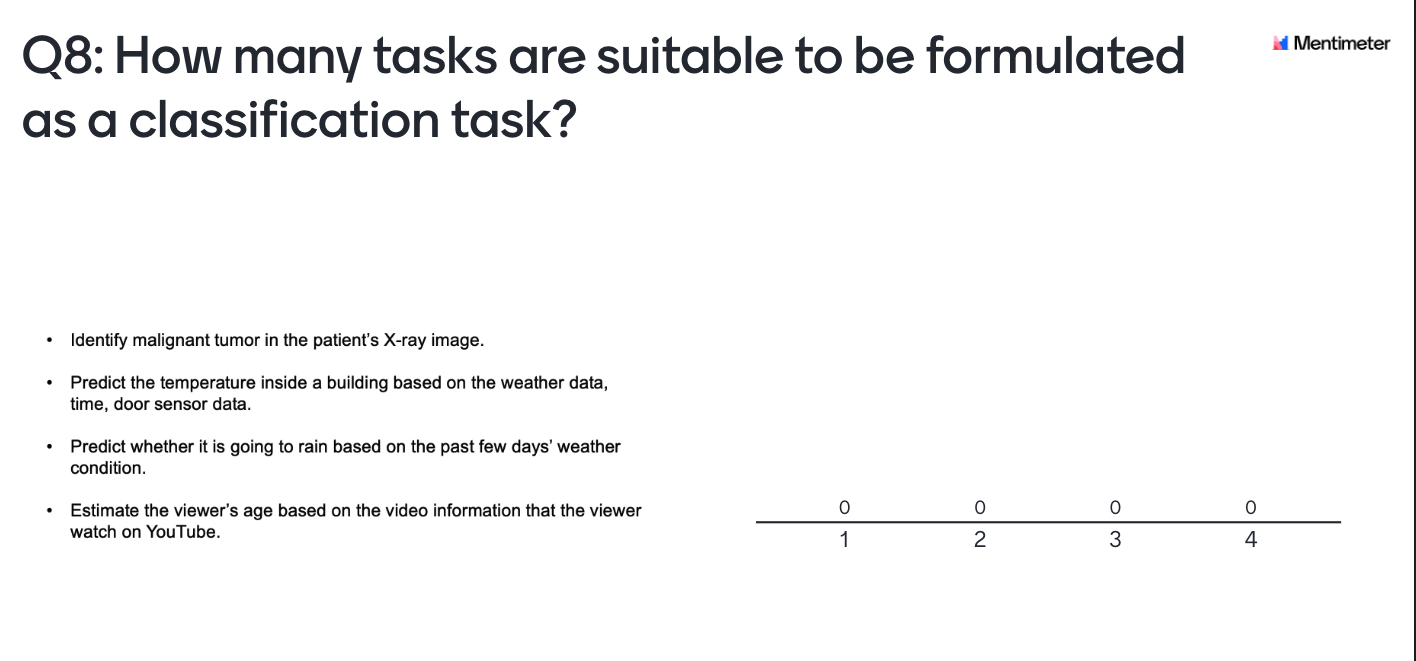 Q8: How many tasks are suitable to be formulated
as a classification task?
Mentimeter
• Identify malignant tumor in the patient’s X-ray image.
• Predict the temperature inside a building based on the weather data,
time, door sensor data.
• Predict whether it is going to rain based on the past few days’ weather
condition.
• Estimate the viewer’s age based on the video information that the viewer
watch on YouTube.
0 0 0 0
1 2 3 4